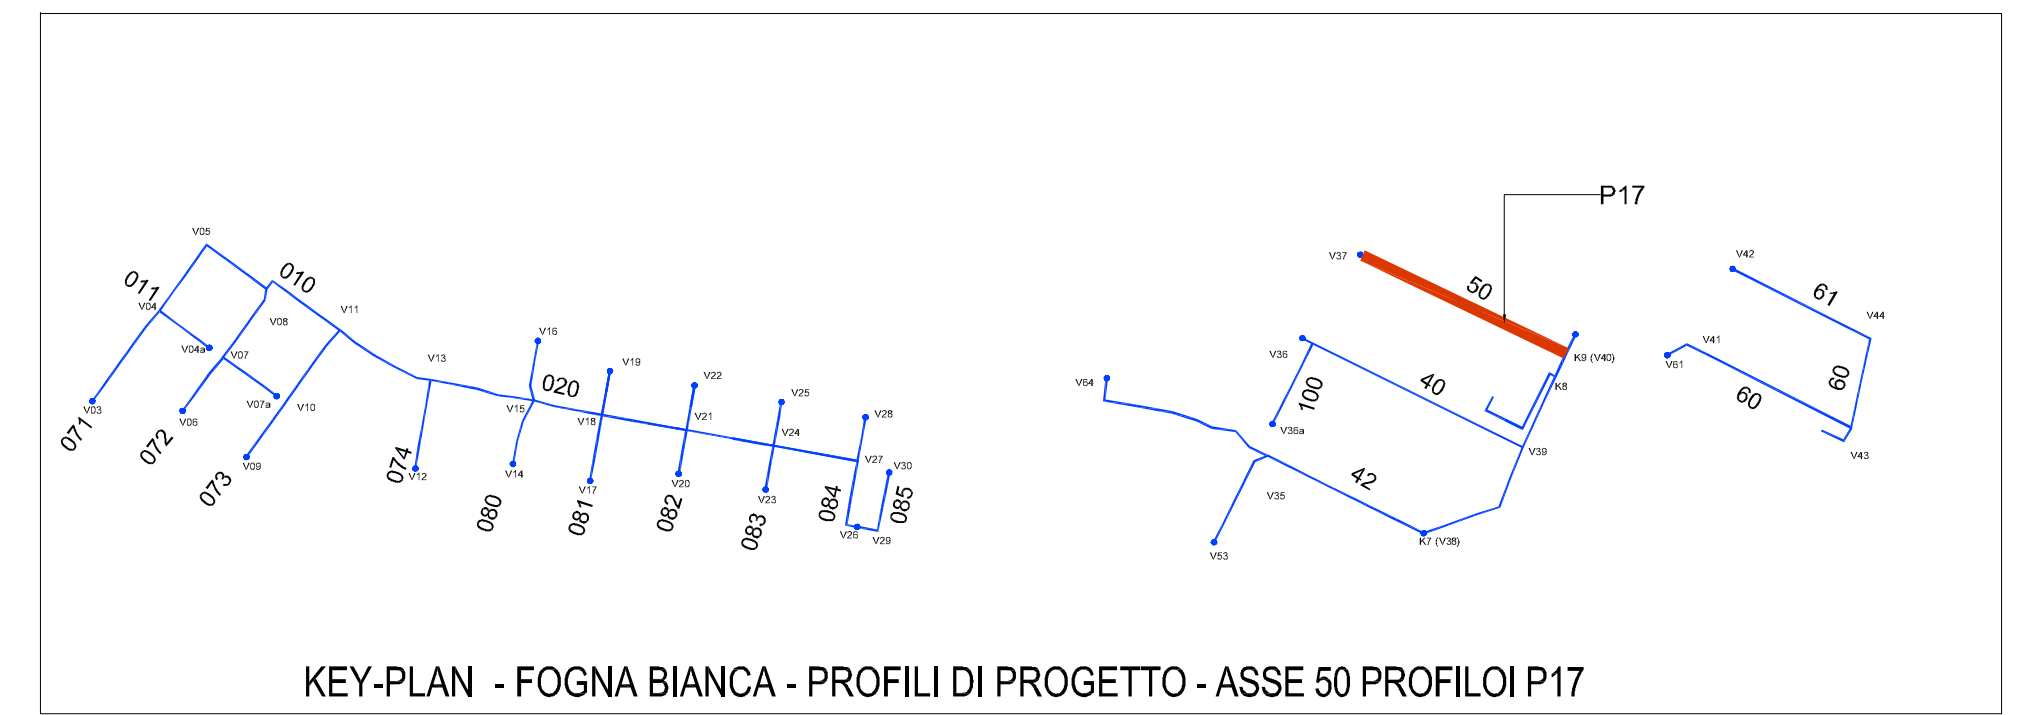 P17
V05
V37
V42
010
011
50
61
V04
V11
V08
V44
V04a
V07
V13
V16
V19
V22
V25
V28
V36
K9 (V40)
V41
V61
V03
V06
V07a
V10
V15
020
V18
V21
V24
V27
V30
V64
100
40
K8
60
60
071
072
073
V09
074
V12
080
V14
V17
081
V20
082
V23
083
084
V26
V29
085
V36a
V39
V43
42
V35
V53
K7 (V38)
KEY-PLAN - FOGNA BIANCA - PROFILI DI PROGETTO - ASSE 50 PROFILOI P17